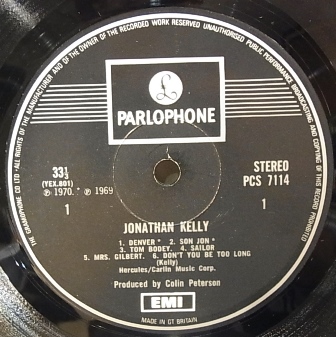 ALL RIGHTS OF THE MANUFACTURER AND OF THE OWNER OF THE RECORDED WORK RESERVED UNAUTHORISED PUBLIC PERFORMANCE BROADCASTING AND COPYING OF THIS RECORD PROHIBITED
THE GRAMOPHONE CO LTD
£
PARLOPHONE
33⅓
(YEX.801)
℗ 1970. * ℗ 1969
1
STEREO
PCS 7114
1
JONATHAN KELLY
1. DENVER * 2. SON JON *
3. TOM BODEY. 4. SAILOR
5. MRS. GILBERT. 6. DON'T YOU BE TOO LONG
(Kelly)
Hercules/Carlin Music Corp.
Produced by Colin Peterson
EMI
MADE IN GT BRITAIN